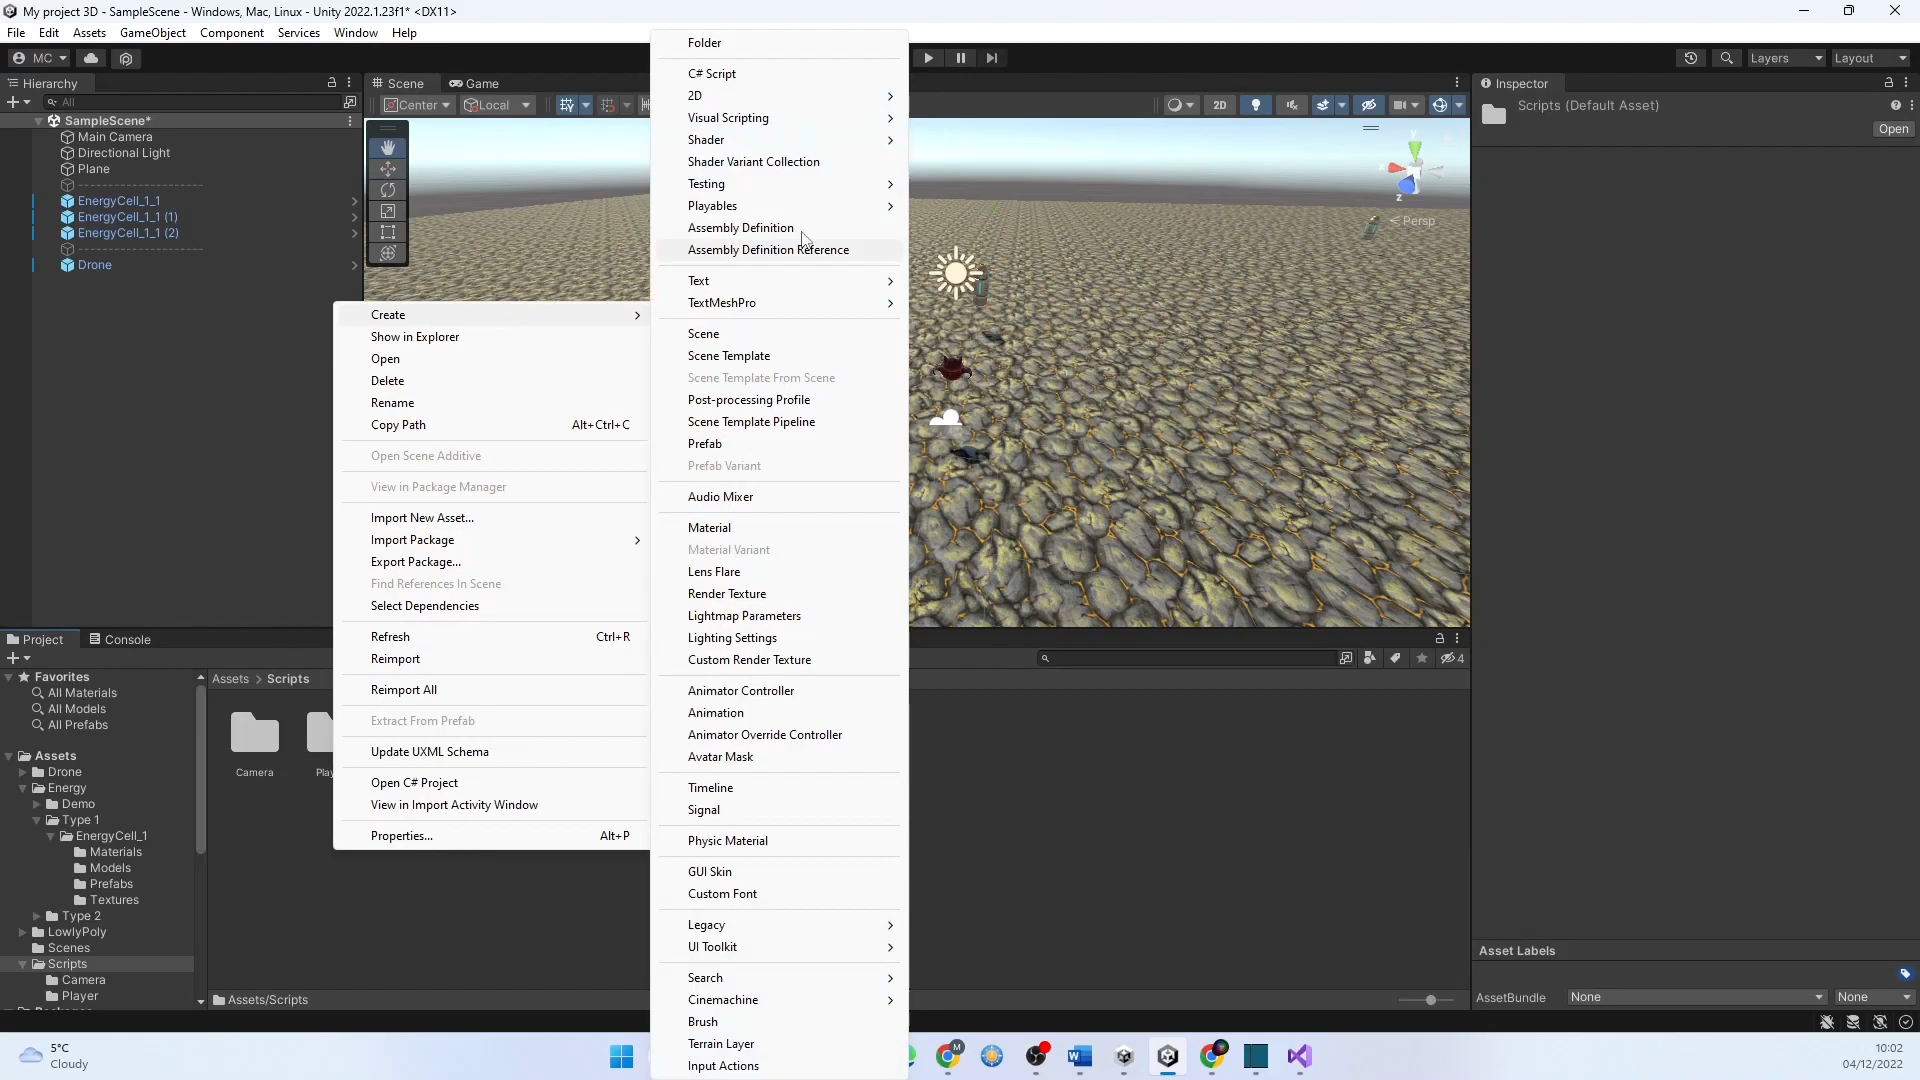 My project 3D - SampleScene - Windows, Mac, Linux - Unity 2022.1.23f1* <DX11>
File Edit Assets GameObject Component Services Window Help
MC
Layers
Layout
Hierarchy
All
SampleScene*
Main Camera
Directional Light
Plane
--------------------
EnergyCell_1_1
EnergyCell_1_1 (1)
EnergyCell_1_1 (2)
--------------------
Drone
Scene
Game
Center
Local
2D
y
x
z
< Persp
Create
Show in Explorer
Open
Delete
Rename
Copy Path Alt+Ctrl+C
Open Scene Additive
View in Package Manager
Import New Asset...
Import Package
Export Package...
Find References In Scene
Select Dependencies
Refresh Ctrl+R
Reimport
Reimport All
Extract From Prefab
Update UXML Schema
Open C# Project
View in Import Activity Window
Properties... Alt+P
Folder
C# Script
2D
Visual Scripting
Shader
Shader Variant Collection
Testing
Playables
Assembly Definition
Assembly Definition Reference
Text
TextMeshPro
Scene
Scene Template
Scene Template From Scene
Post-processing Profile
Scene Template Pipeline
Prefab
Prefab Variant
Audio Mixer
Material
Material Variant
Lens Flare
Render Texture
Lightmap Parameters
Lighting Settings
Custom Render Texture
Animator Controller
Animation
Animator Override Controller
Avatar Mask
Timeline
Signal
Physic Material
GUI Skin
Custom Font
Legacy
UI Toolkit
Search
Cinemachine
Brush
Terrain Layer
Input Actions
Inspector
Scripts (Default Asset)
Open
Asset Labels
AssetBundle None None
Project
Console
4
Favorites
All Materials
All Models
All Prefabs
Assets
Drone
Energy
Demo
Type 1
EnergyCell_1
Materials
Models
Prefabs
Textures
Type 2
LowlyPoly
Scenes
Scripts
Camera
Player
Assets > Scripts
Camera
Play
Assets/Scripts
5°C
Cloudy
M
10:02
04/12/2022